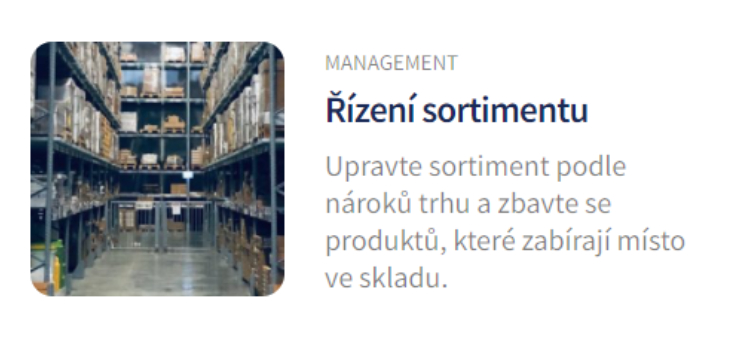 MANAGEMENT
Řízení sortimentu
Upravte sortiment podle
nároků trhu a zbavte se
produktů, které zabírají místo
ve skladu.